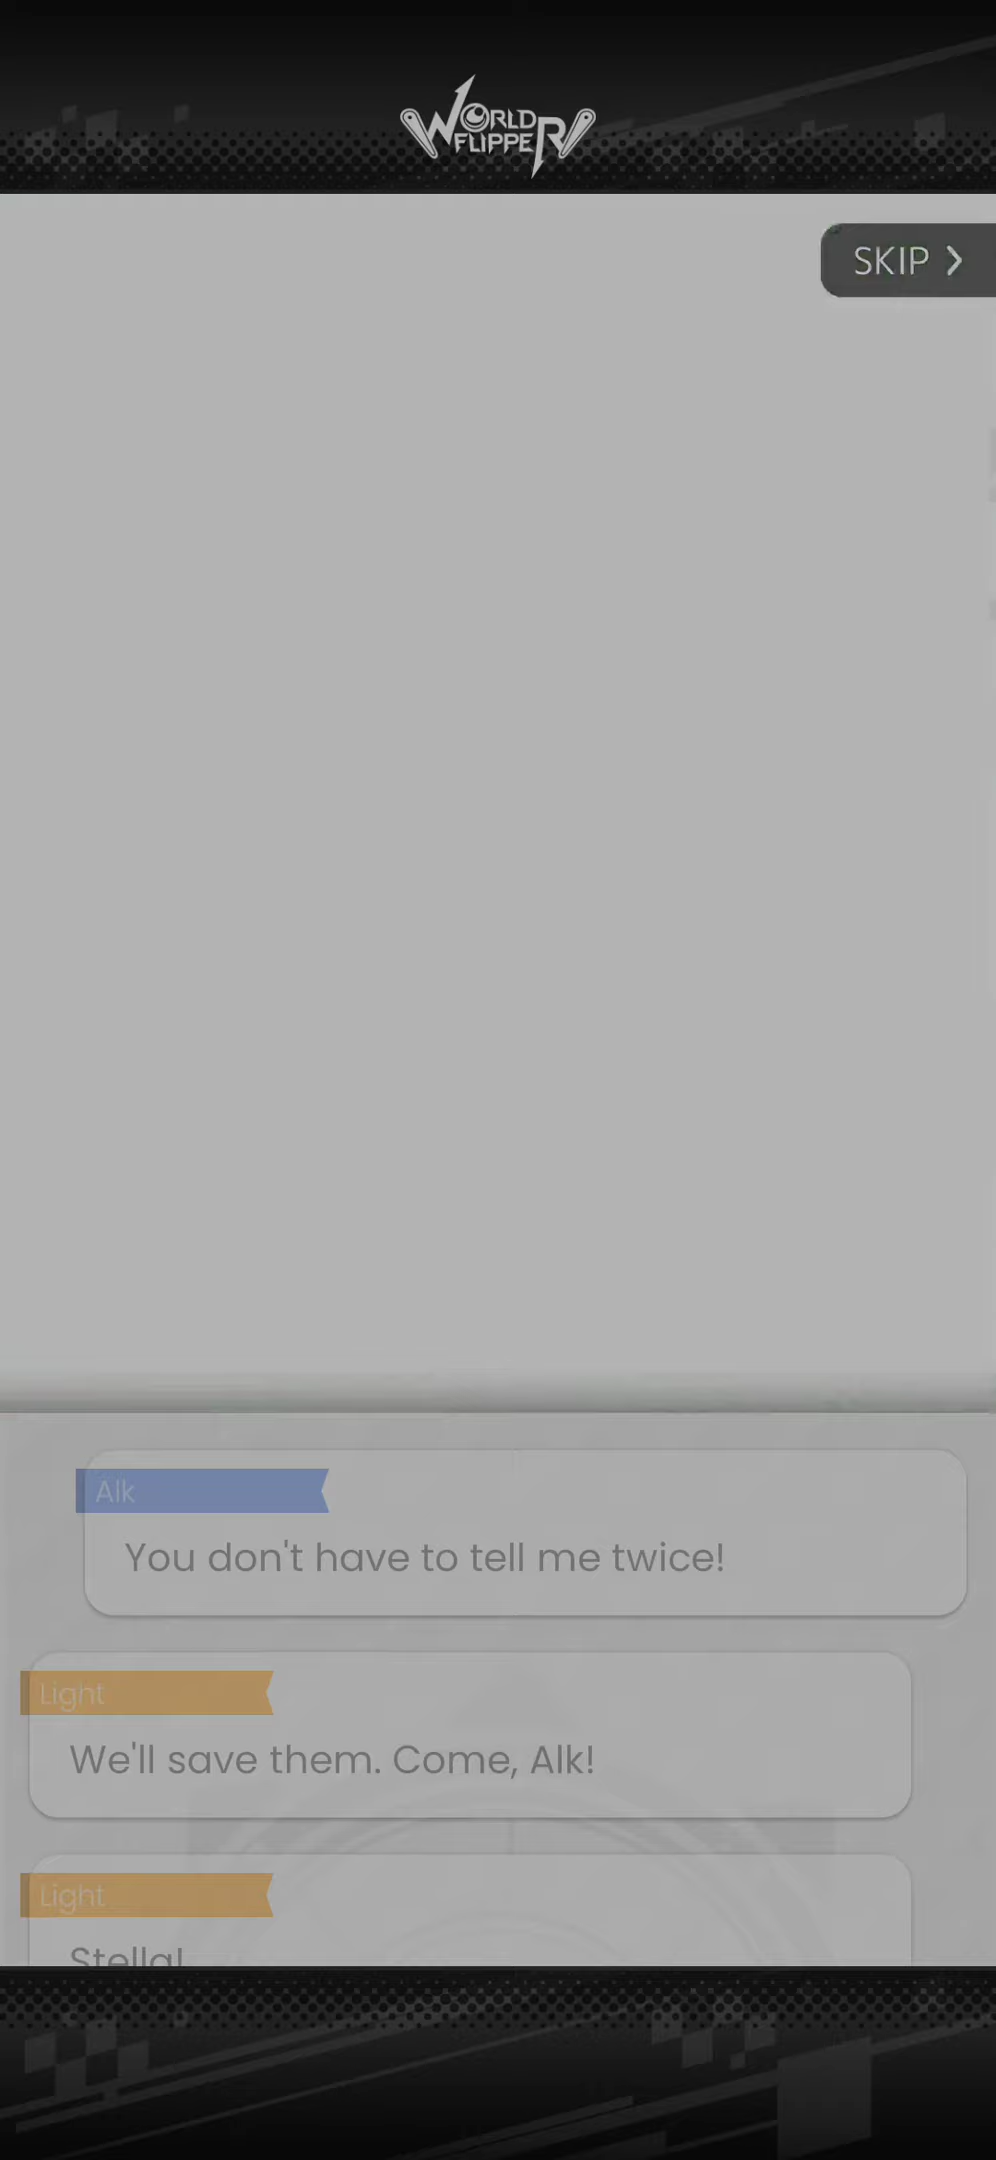 WORLD
FLIPPER
SKIP
Alk
You don't have to tell me twice!
Light
We'll save them. Come, Alk!
Light
Stella!